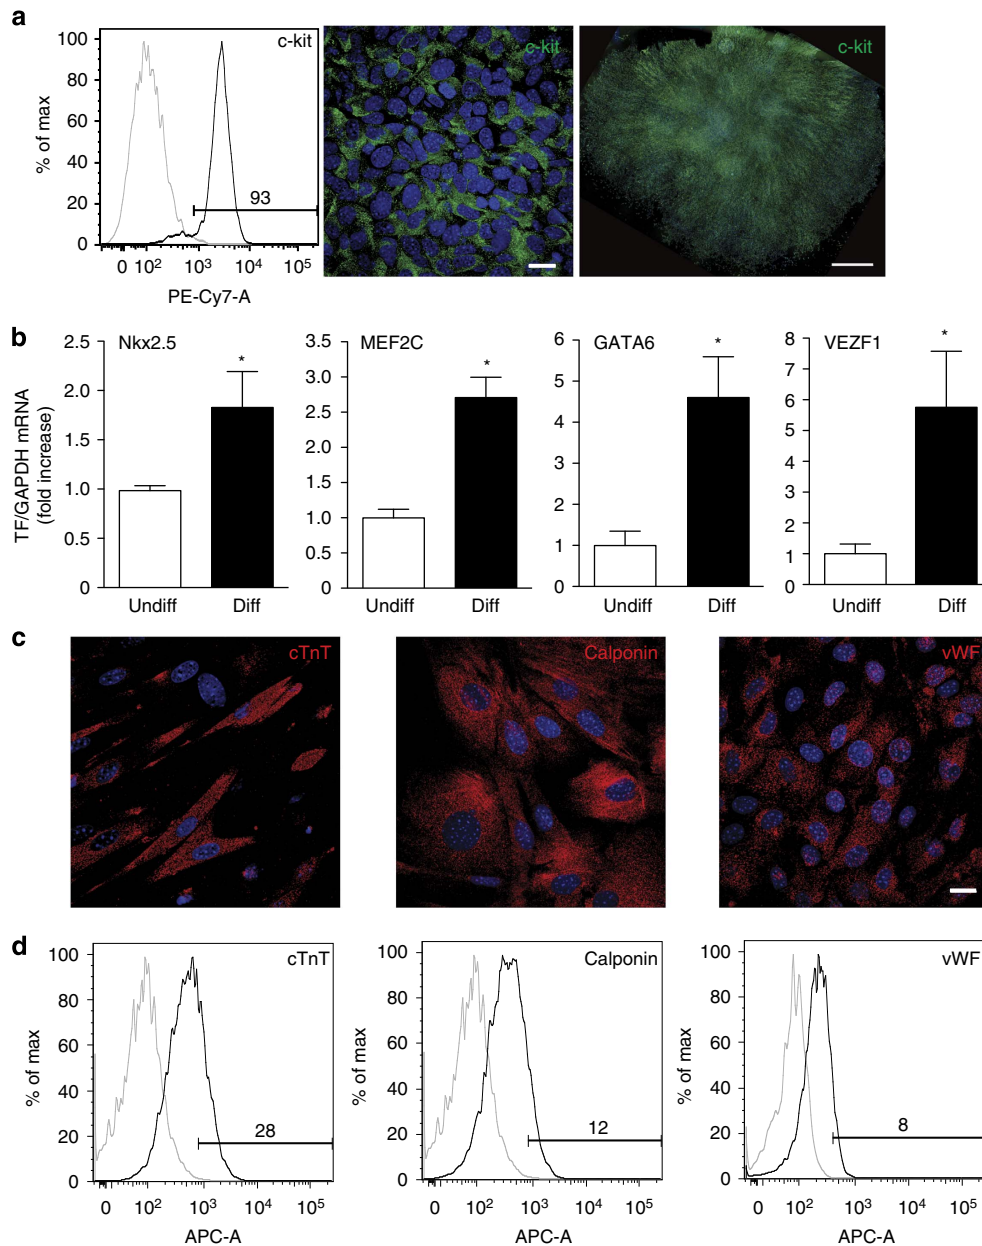 a
c-kit
c-kit
c-kit
% of max
100
80
60
40
20
0
93
0 10² 10³ 10⁴ 10⁵
PE-Cy7-A
b
TF/GAPDH mRNA
(fold increase)
Nkx2.5
2.5
2.0
1.5
1.0
0.5
0
*
Undiff Diff
MEF2C
3.5
3.0
2.5
2.0
1.5
1.0
0.5
0
*
Undiff Diff
GATA6
6
5
4
3
2
1
0
*
Undiff Diff
VEZF1
8
7
6
5
4
3
2
1
0
*
Undiff Diff
c
cTnT
Calponin
vWF
d
% of max
100
80
60
40
20
0
cTnT
28
0 10² 10³ 10⁴ 10⁵
APC-A
% of max
100
80
60
40
20
0
Calponin
12
0 10² 10³ 10⁴ 10⁵
APC-A
% of max
100
80
60
40
20
0
vWF
8
0 10² 10³ 10⁴ 10⁵
APC-A